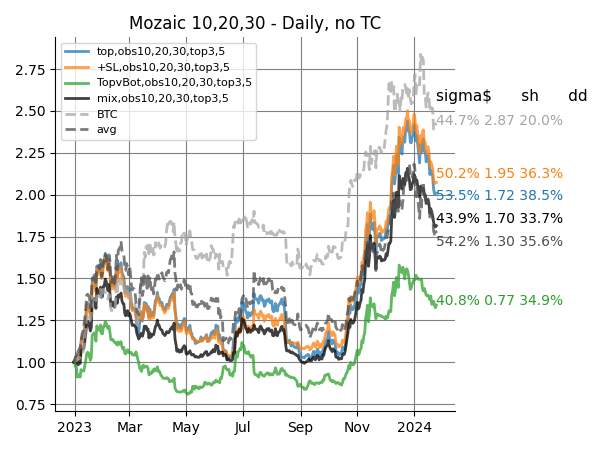 Mozaic 10,20,30 - Daily, no TC
top,obs10,20,30,top3,5
+SL,obs10,20,30,top3,5
TopvBot,obs10,20,30,top3,5
mix,obs10,20,30,top3,5
BTC
avg
2.75
2.50
2.25
2.00
1.75
1.50
1.25
1.00
0.75
sigma$ sh dd
44.7% 2.87 20.0%
50.2% 1.95 36.3%
53.5% 1.72 38.5%
43.9% 1.70 33.7%
54.2% 1.30 35.6%
40.8% 0.77 34.9%
2023 Mar May Jul Sep Nov 2024